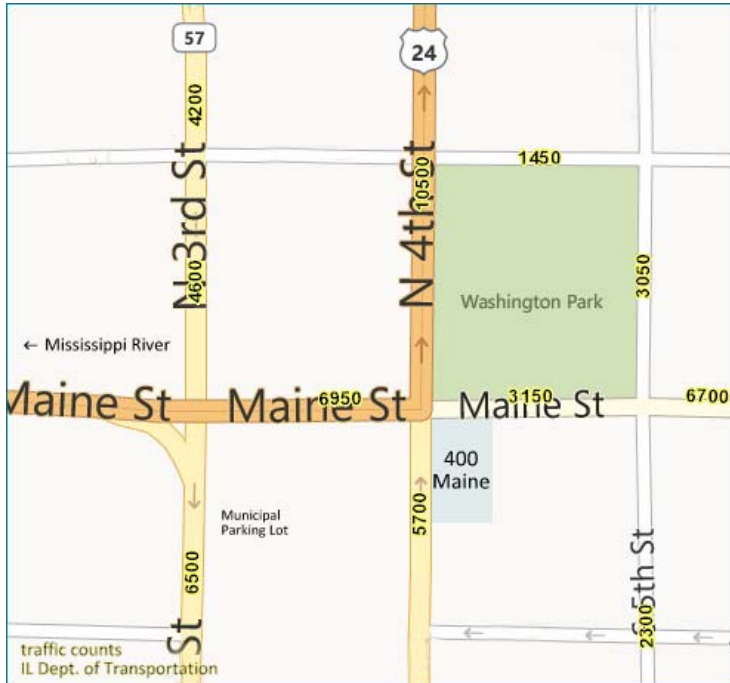 57
24
4200
N 3rd St
4600
N 4th St
10500
1450
Washington Park
3050
← Mississippi River
Maine St
6950
Maine St
3150
Maine St
6700
400
Maine
5700
Municipal
Parking Lot
6500
St
S 5th St
2300
traffic counts
IL Dept. of Transportation